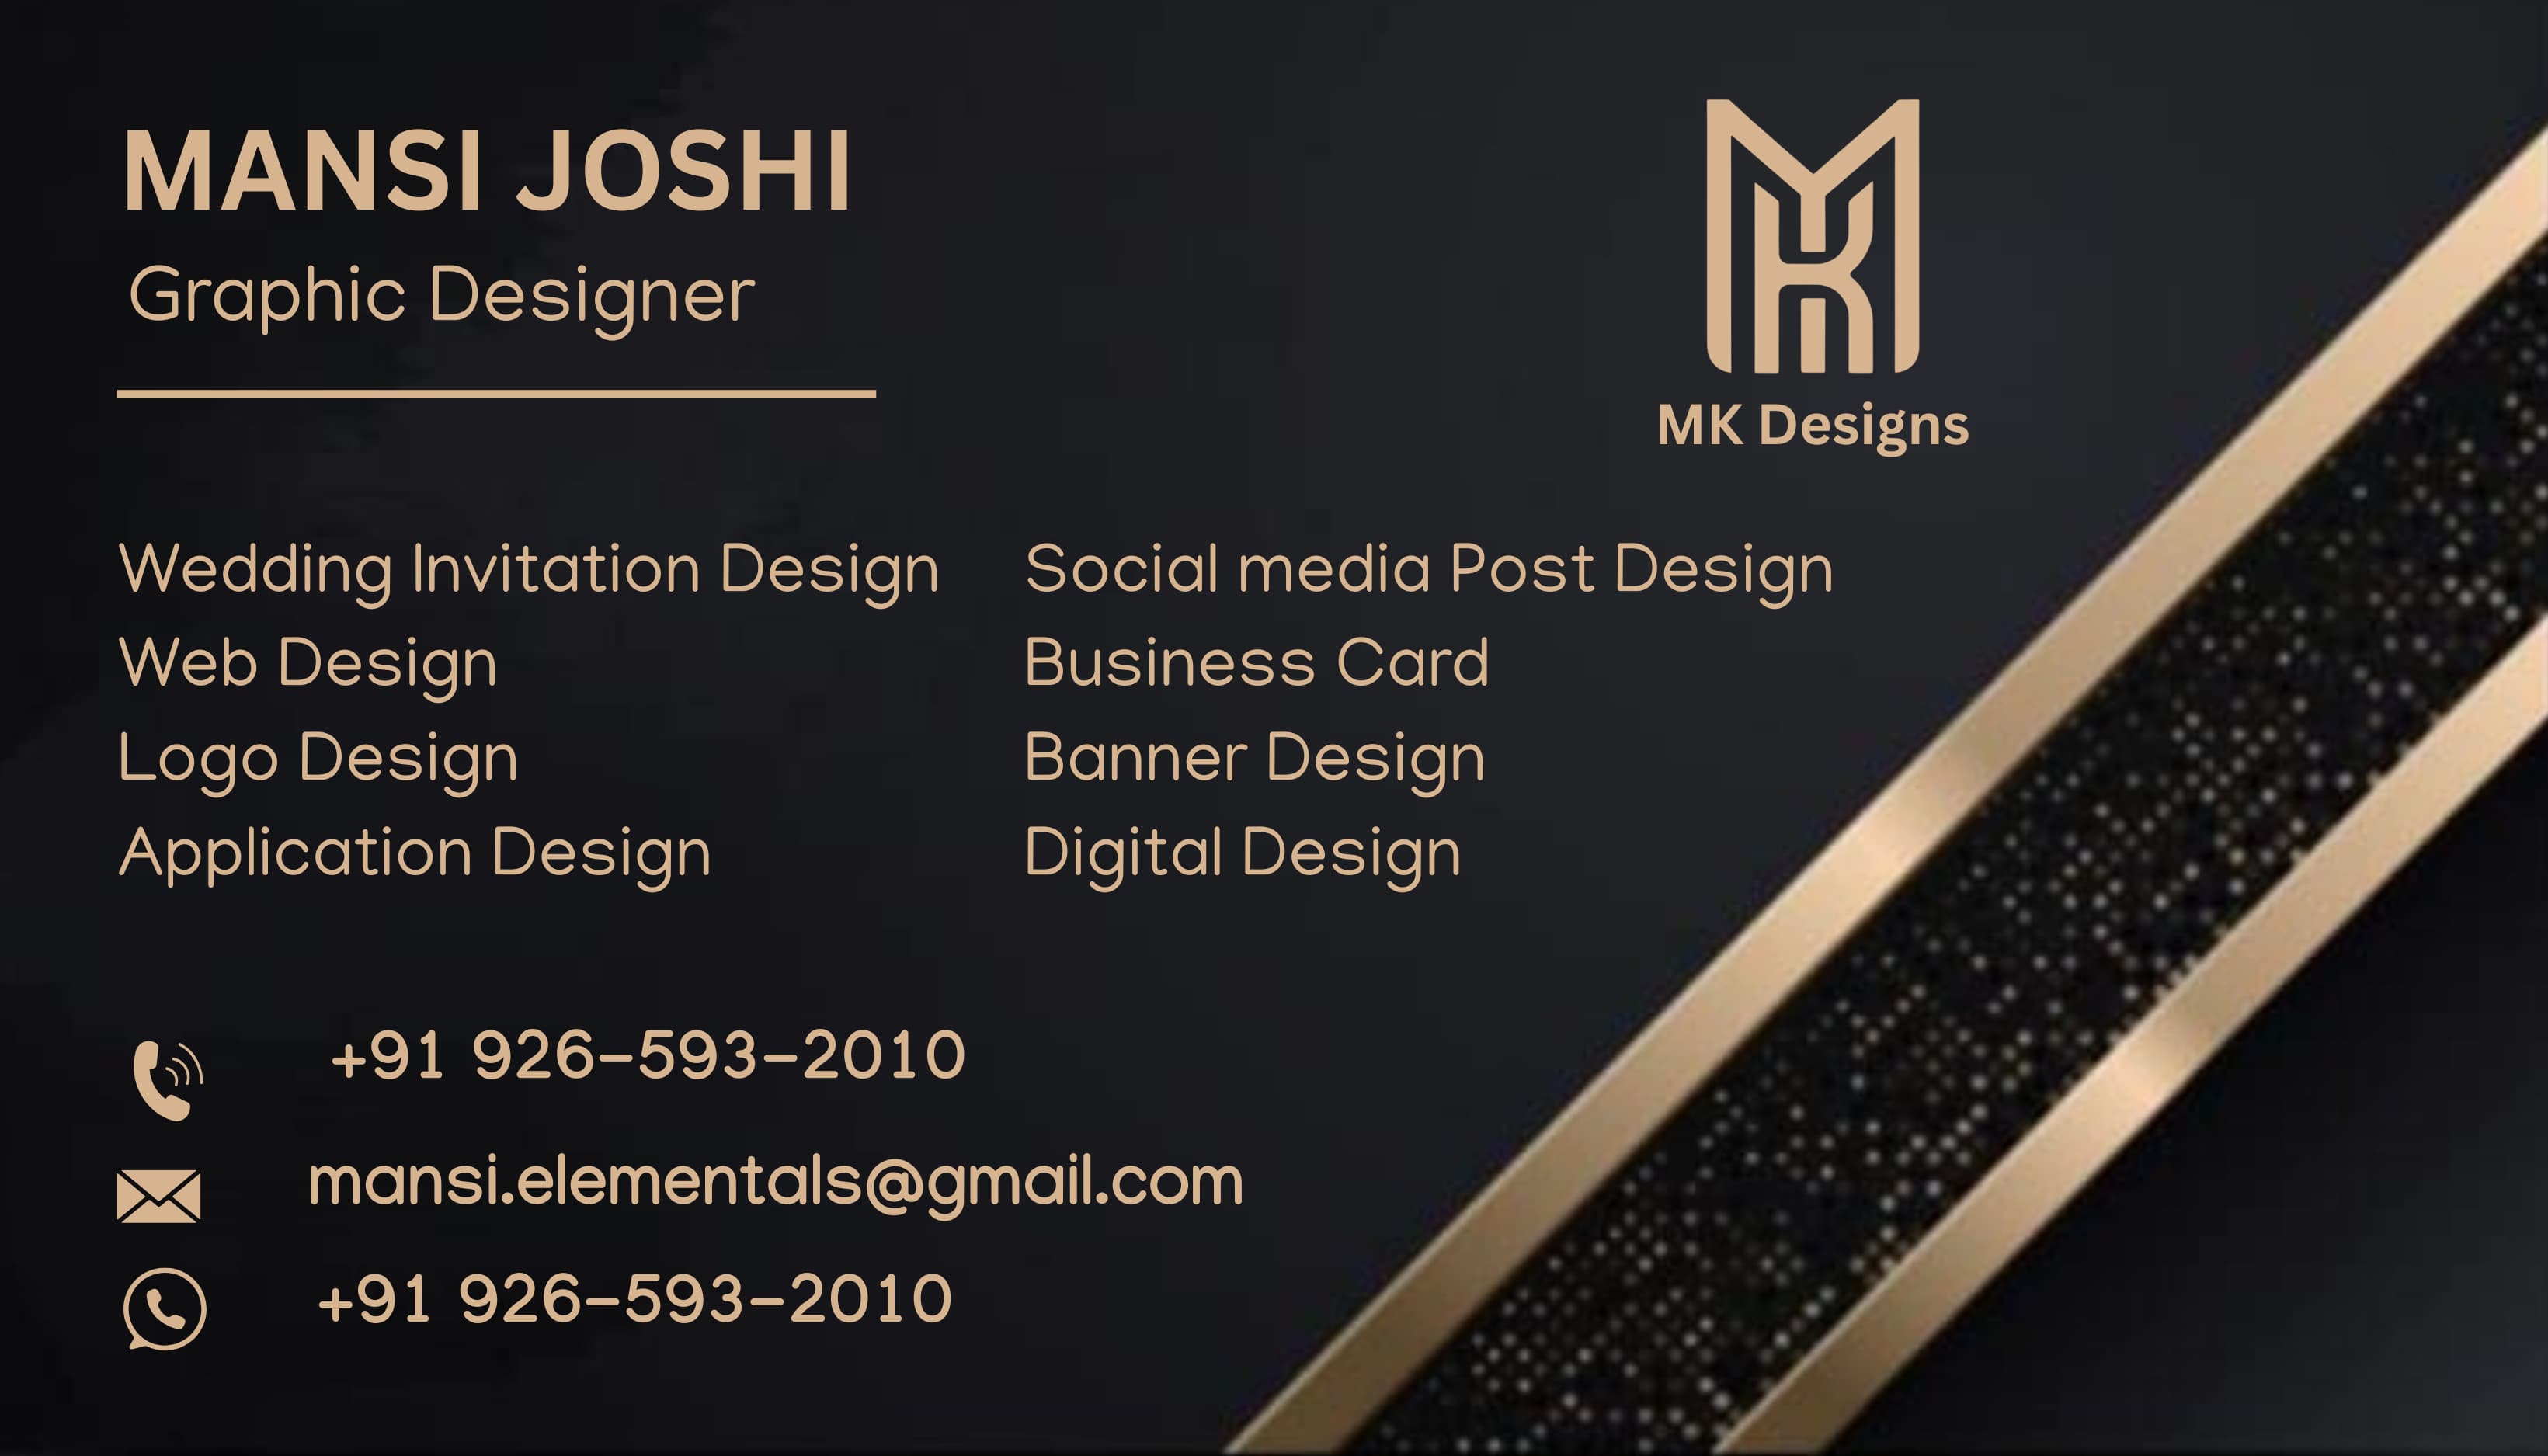 MANSI JOSHI
Graphic Designer
MK
MK Designs
Wedding Invitation Design
Web Design
Logo Design
Application Design
Social media Post Design
Business Card
Banner Design
Digital Design
+91 926-593-2010
mansi.elementals@gmail.com
+91 926-593-2010